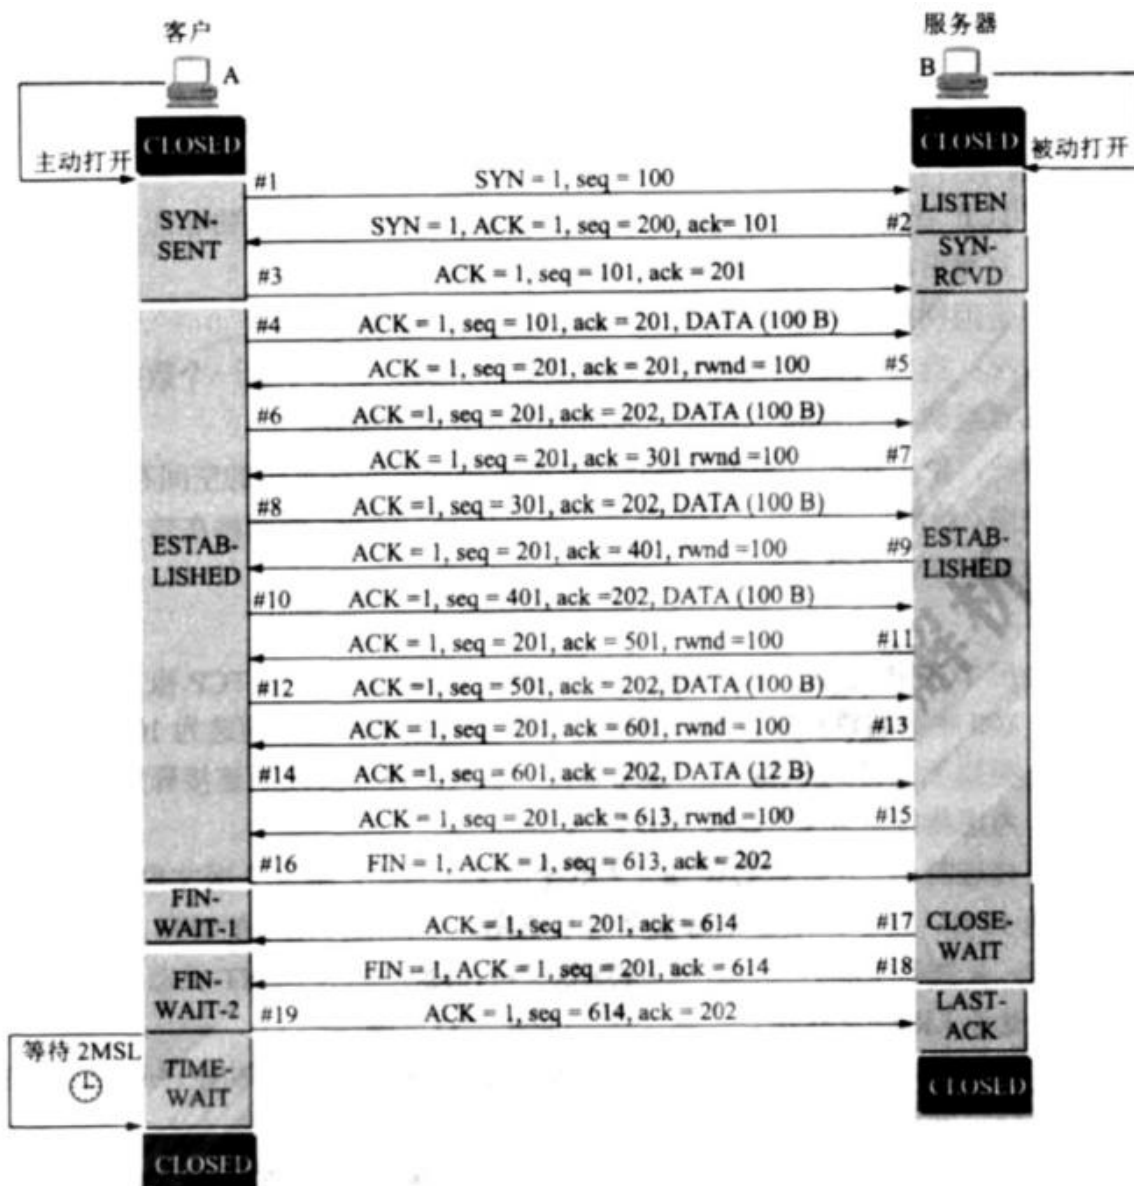 客户
服务器
A
B
CLOSED
CLOSED
主动打开
被动打开
#1 SYN = 1, seq = 100
LISTEN
SYN-
SENT
SYN = 1, ACK = 1, seq = 200, ack= 101 #2
SYN-
RCVD
#3 ACK = 1, seq = 101, ack = 201
#4 ACK = 1, seq = 101, ack = 201, DATA (100 B)
ACK = 1, seq = 201, ack = 201, rwnd = 100 #5
#6 ACK =1, seq = 201, ack = 202, DATA (100 B)
ACK = 1, seq = 201, ack = 301 rwnd =100 #7
#8 ACK =1, seq = 301, ack = 202, DATA (100 B)
ESTAB-
LISHED
ACK = 1, seq = 201, ack = 401, rwnd =100 #9
ESTAB-
LISHED
#10 ACK =1, seq = 401, ack =202, DATA (100 B)
ACK = 1, seq = 201, ack = 501, rwnd =100 #11
#12 ACK =1, seq = 501, ack = 202, DATA (100 B)
ACK = 1, seq = 201, ack = 601, rwnd = 100 #13
#14 ACK =1, seq = 601, ack = 202, DATA (12 B)
ACK = 1, seq = 201, ack = 613, rwnd=100 #15
#16 FIN = 1, ACK = 1, seq = 613, ack = 202
FIN-
WAIT-1
ACK = 1, seq = 201, ack = 614 #17
CLOSE-
WAIT
FIN = 1, ACK = 1, seq = 201, ack = 614 #18
FIN-
WAIT-2
#19 ACK = 1, seq = 614, ack = 202
LAST-
ACK
等待 2MSL
TIME-
WAIT
CLOSED
CLOSED